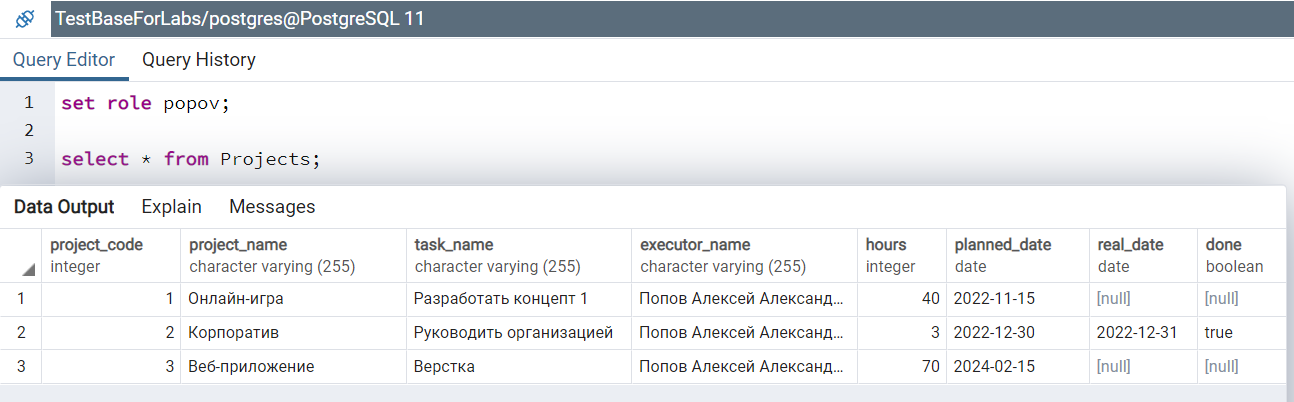 TestBaseForLabs/postgres@PostgreSQL 11
Query Editor Query History
1 set role popov;
2
3 select * from Projects;
Data Output Explain Messages
project_code project_name task_name executor_name hours planned_date real_date done
integer character varying (255) character varying (255) character varying (255) integer date date boolean
1 1 Онлайн-игра Разработать концепт 1 Попов Алексей Александ... 40 2022-11-15 [null] [null]
2 2 Корпоратив Руководить организацией Попов Алексей Александ... 3 2022-12-30 2022-12-31 true
3 3 Веб-приложение Верстка Попов Алексей Александ... 70 2024-02-15 [null] [null]